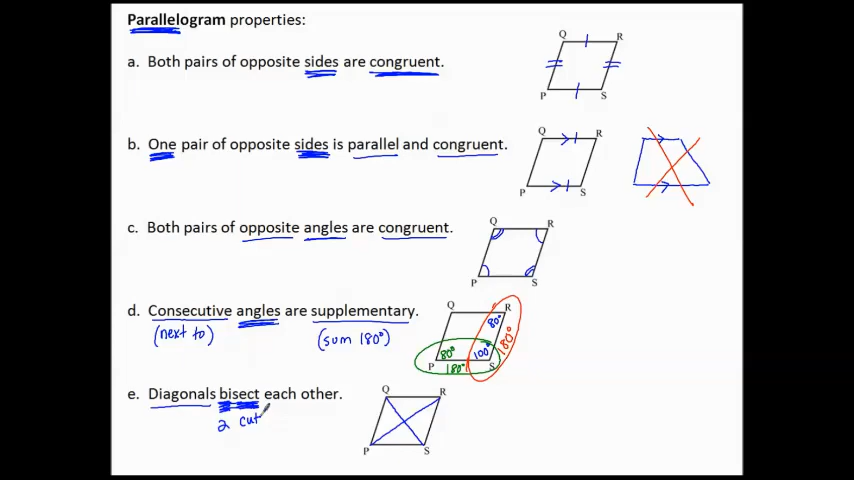 Parallelogram properties:
Q R
a. Both pairs of opposite sides are congruent.
P S
Q R
b. One pair of opposite sides is parallel and congruent.
P S
Q R
c. Both pairs of opposite angles are congruent.
P S
Q R
d. Consecutive angles are supplementary.
80°
(next to) (sum 180°)
180°
80° 100°
P S
180°
Q R
e. Diagonals bisect each other.
2 cut
P S